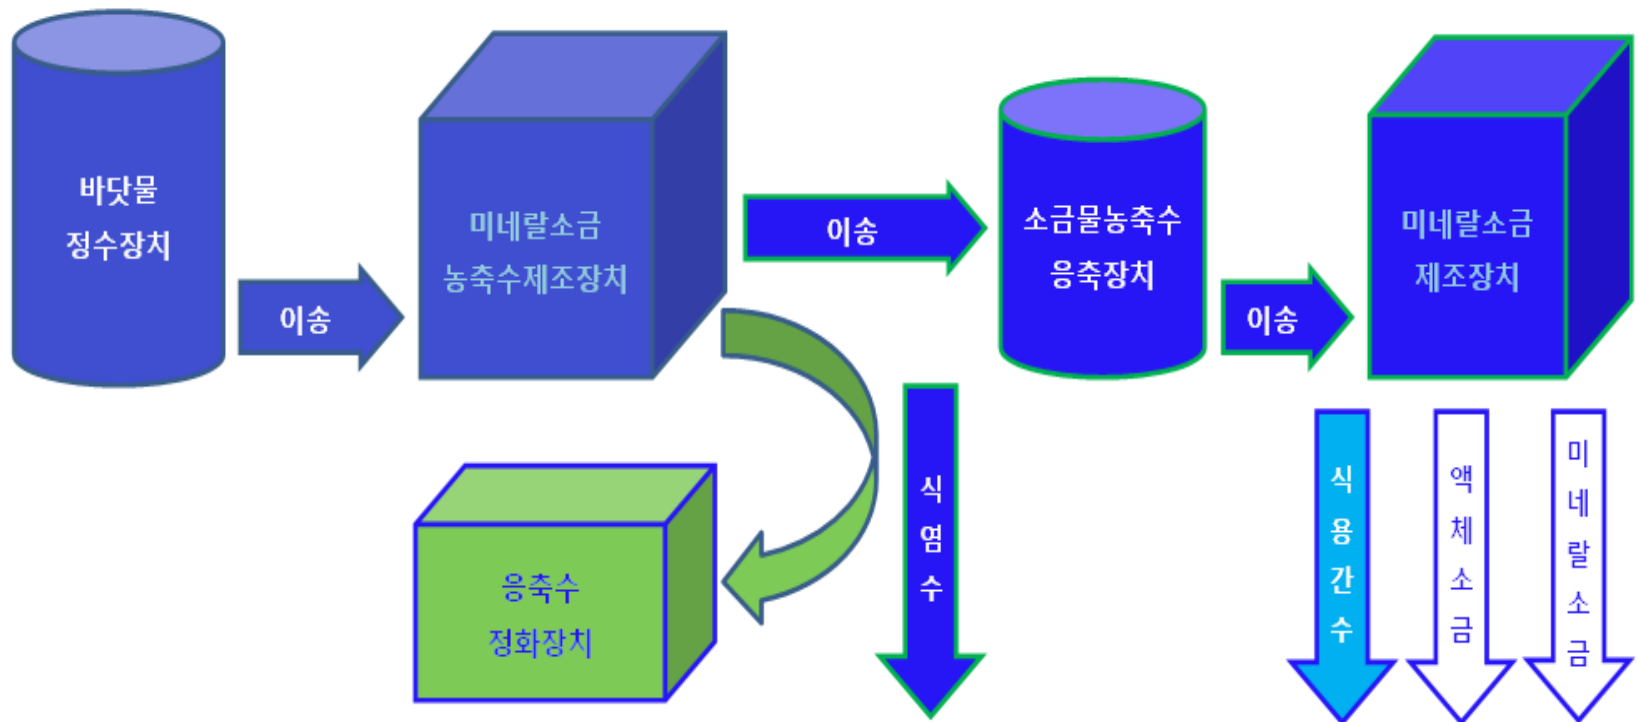 바닷물
정수장치
이송
미네랄소금
농축수제조장치
이송
소금물농축수
응축장치
이송
미네랄소금
제조장치
응축수
정화장치
식염수
식용간수
액체소금
미네랄소금